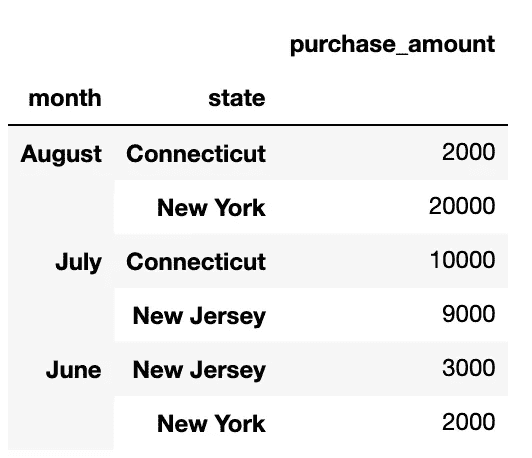 purchase_amount
month state
August Connecticut 2000
New York 20000
July Connecticut 10000
New Jersey 9000
June New Jersey 3000
New York 2000